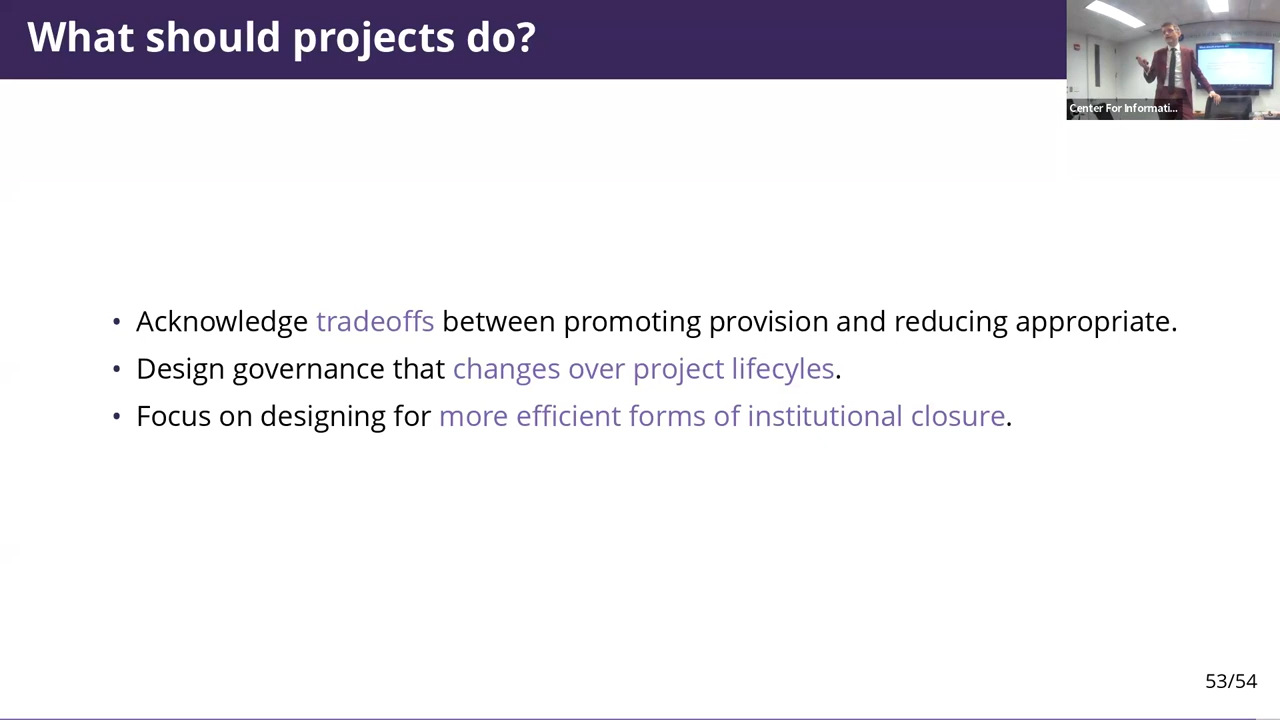 What should projects do?
Center For Informati...
• Acknowledge tradeoffs between promoting provision and reducing appropriate.
• Design governance that changes over project lifecyles.
• Focus on designing for more efficient forms of institutional closure.
53/54